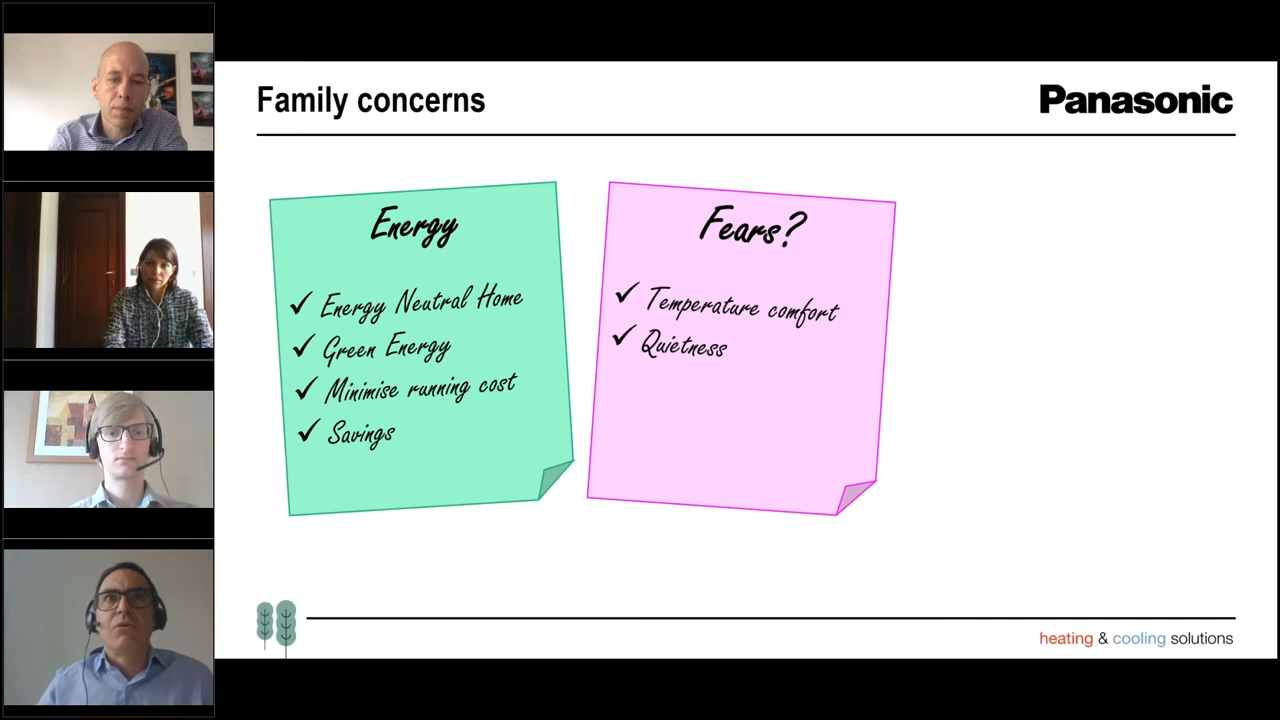 Family concerns
Panasonic
Energy
✓ Energy Neutral Home
✓ Green Energy
✓ Minimise running cost
✓ Savings
Fears?
✓ Temperature comfort
✓ Quietness
heating & cooling solutions